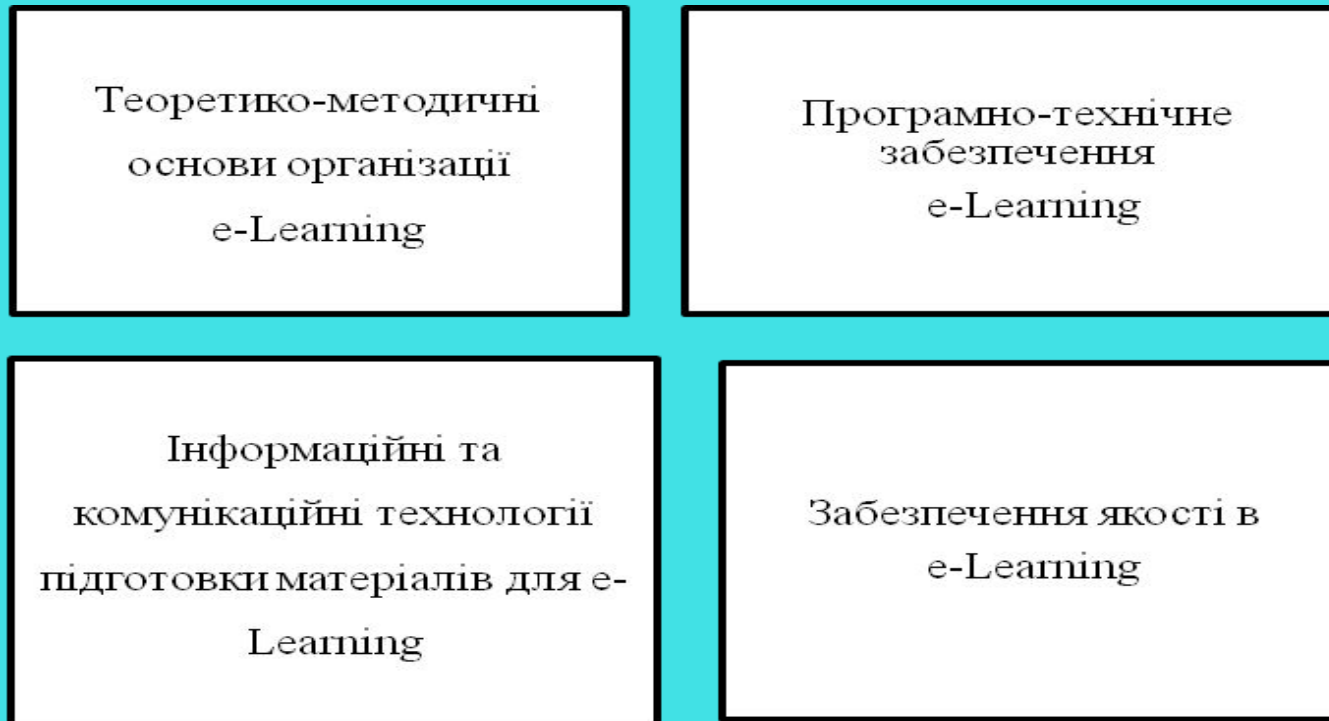 Теоретико-методичні
основи організації
e-Learning
Програмно-технічне
забезпечення
e-Learning
Інформаційні та
комунікаційні технології
підготовки матеріалів для e-
Learning
Забезпечення якості в
e-Learning